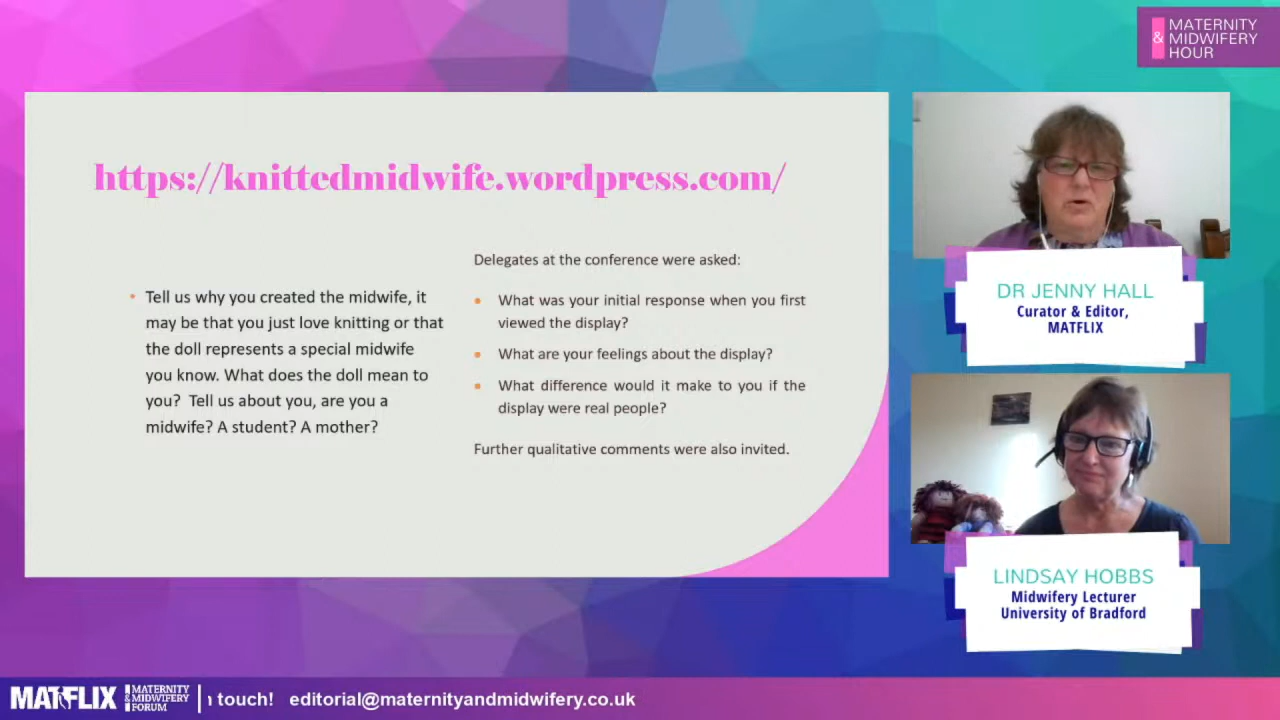 MATERNITY
& MIDWIFERY
HOUR
https://knittedmidwife.wordpress.com/
• Tell us why you created the midwife, it
may be that you just love knitting or that
the doll represents a special midwife
you know. What does the doll mean to
you? Tell us about you, are you a
midwife? A student? A mother?
Delegates at the conference were asked:
• What was your initial response when you first
viewed the display?
• What are your feelings about the display?
• What difference would it make to you if the
display were real people?
Further qualitative comments were also invited.
DR JENNY HALL
Curator & Editor,
MATFLIX
LINDSAY HOBBS
Midwifery Lecturer
University of Bradford
MATFLIX
MATERNITY
& MIDWIFERY
FORUM
touch! editorial@maternityandmidwifery.co.uk